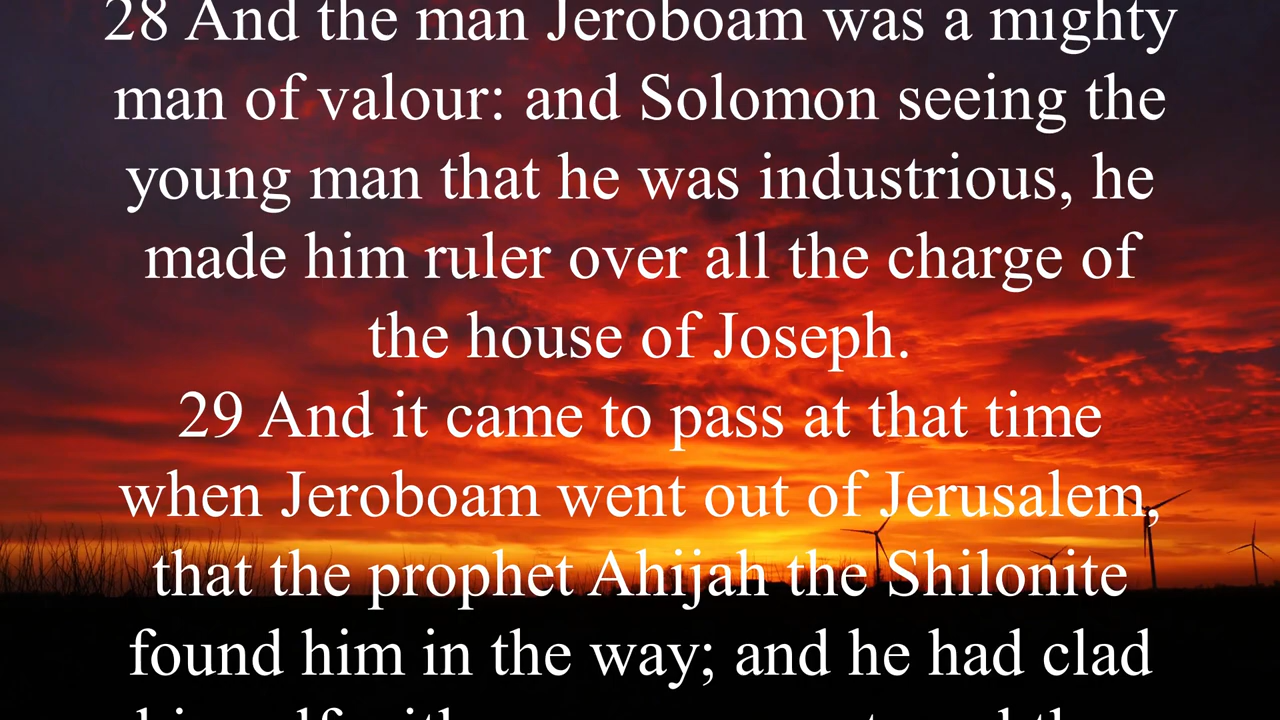 28 And the man Jeroboam was a mighty
man of valour: and Solomon seeing the
young man that he was industrious, he
made him ruler over all the charge of
the house of Joseph.
29 And it came to pass at that time
when Jeroboam went out of Jerusalem,
that the prophet Ahijah the Shilonite
found him in the way; and he had clad